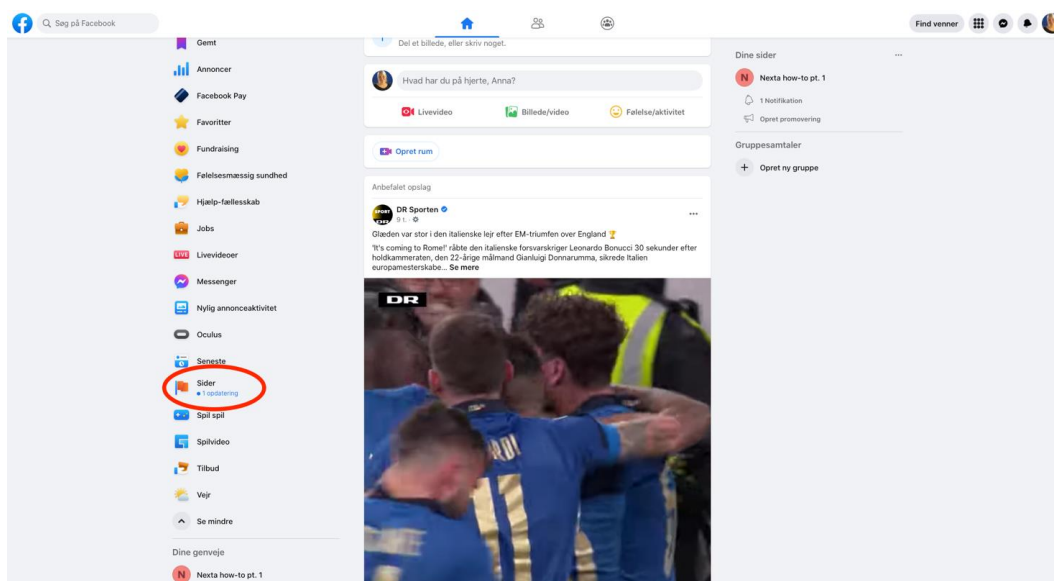 Søg på Facebook
Find venner
Gemt
Annoncer
Facebook Pay
Favoritter
Fundraising
Følelsesmæssig sundhed
Hjælp-fællesskab
Jobs
LIVE Livevideoer
Messenger
Nylig annonceaktivitet
Oculus
Seneste
Sider
1 opdatering
Spil spil
Spilvideo
Tilbud
Vejr
Se mindre
Dine genveje
N Nexta how-to pt. 1
Del et billede, eller skriv noget.
Hvad har du på hjerte, Anna?
Livevideo Billede/video Følelse/aktivitet
Opret rum
Anbefalet opslag
SPORT DR
DR Sporten
9 t. ·
Glæden var stor i den italienske lejr efter EM-triumfen over England
'It's coming to Rome!' råbte den italienske forsvarskriger Leonardo Bonucci 30 sekunder efter
holdkammeraten, den 22-årige målmand Gianluigi Donnarumma, sikrede Italien
europamesterskabe... Se mere
DR
11
Dine sider
N Nexta how-to pt. 1
1 Notifikation
Opret promovering
Gruppesamtaler
Opret ny gruppe